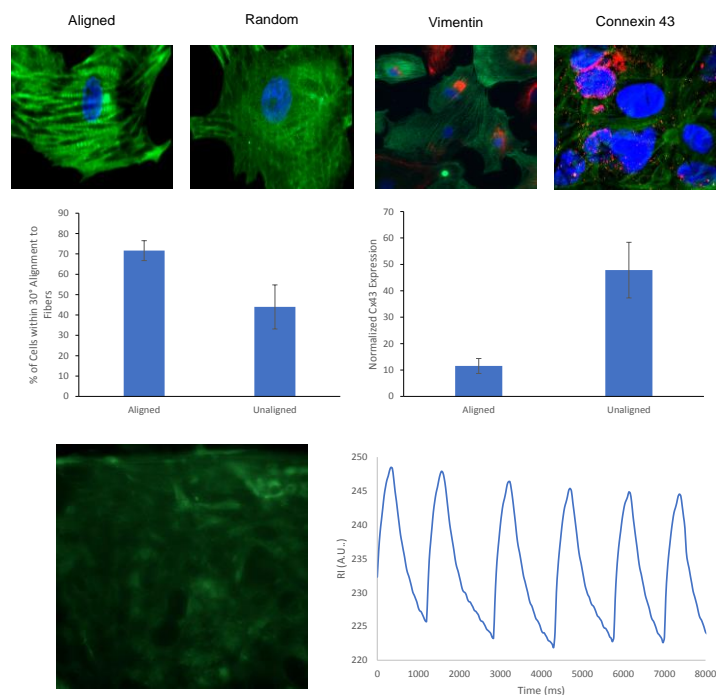 Aligned
Random
Vimentin
Connexin 43
% of Cells within 30° Alignment to
Fibers
90
80
70
60
50
40
30
20
10
0
Aligned
Unaligned
Normalized Cx43 Expression
70
60
50
40
30
20
10
0
Aligned
Unaligned
RI (A.U..)
250
245
240
235
230
225
220
0
1000
2000
3000
4000
5000
6000
7000
8000
Time (ms)